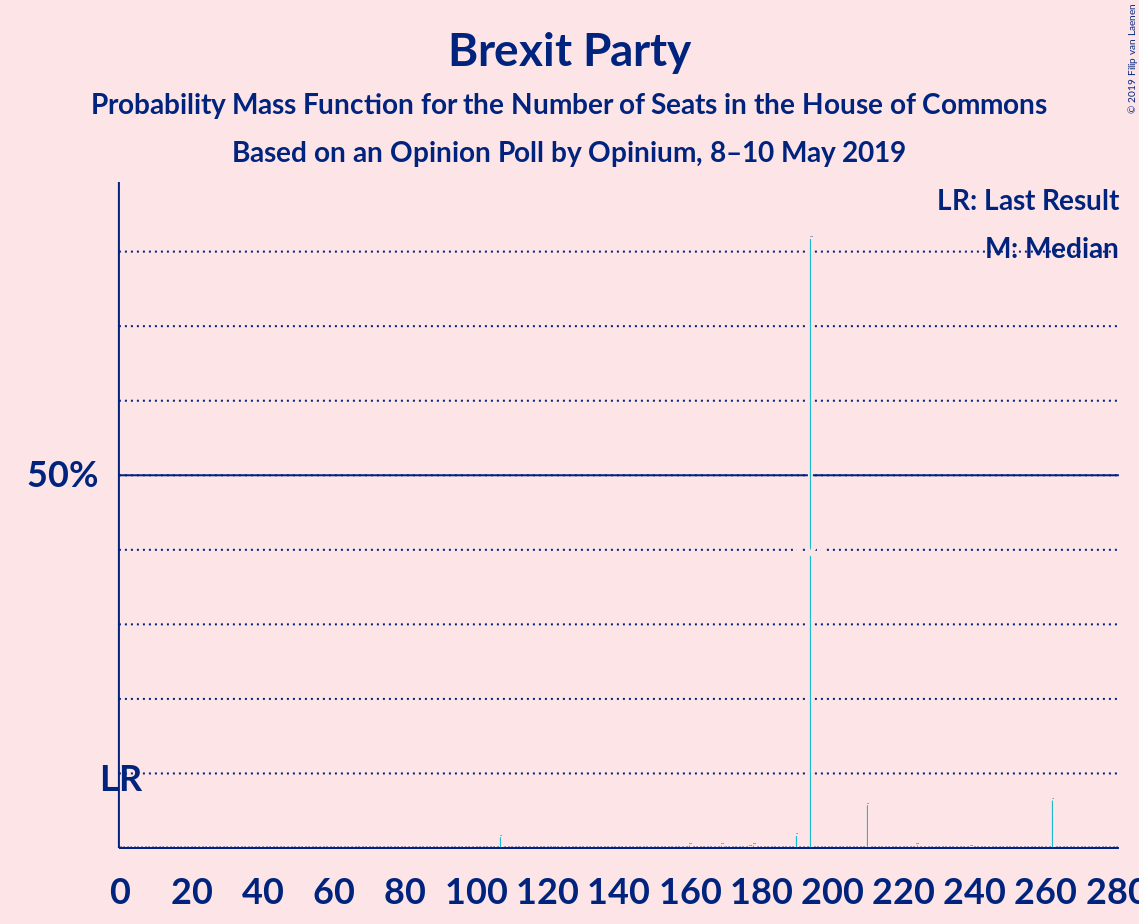 Brexit Party
Probability Mass Function for the Number of Seats in the House of Commons
Based on an Opinion Poll by Opinium, 8–10 May 2019
© 2019 Filip van Laenen
LR: Last Result
M: Median
50%
LR
0 20 40 60 80 100 120 140 160 180 200 220 240 260 280